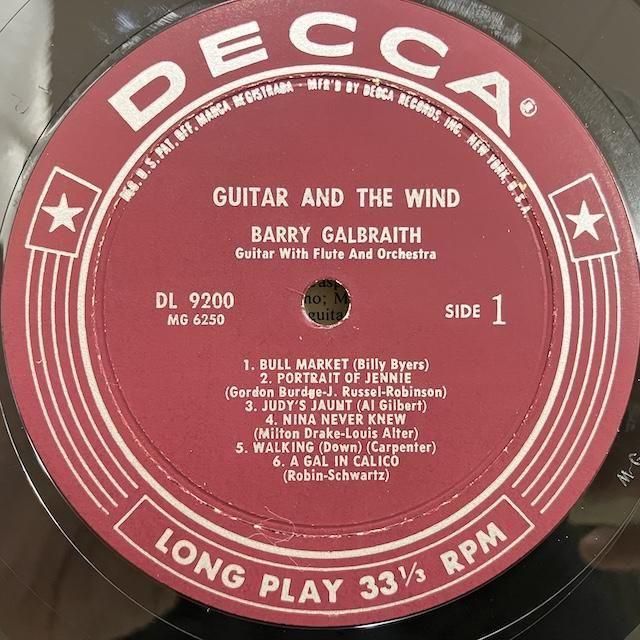 DECCA®
REG. U.S. PAT. OFF. MARCA REGISTRADA · MFR'D BY DECCA RECORDS, INC., NEW YORK, U.S.A.
GUITAR AND THE WIND
BARRY GALBRAITH
Guitar With Flute And Orchestra
DL 9200
MG 6250
SIDE 1
1. BULL MARKET (Billy Byers)
2. PORTRAIT OF JENNIE
(Gordon Burdge-J. Russel-Robinson)
3. JUDY'S JAUNT (Al Gilbert)
4. NINA NEVER KNEW
(Milton Drake-Louis Alter)
5. WALKING (Down) (Carpenter)
6. A GAL IN CALICO
(Robin-Schwartz)
LONG PLAY 33⅓ RPM